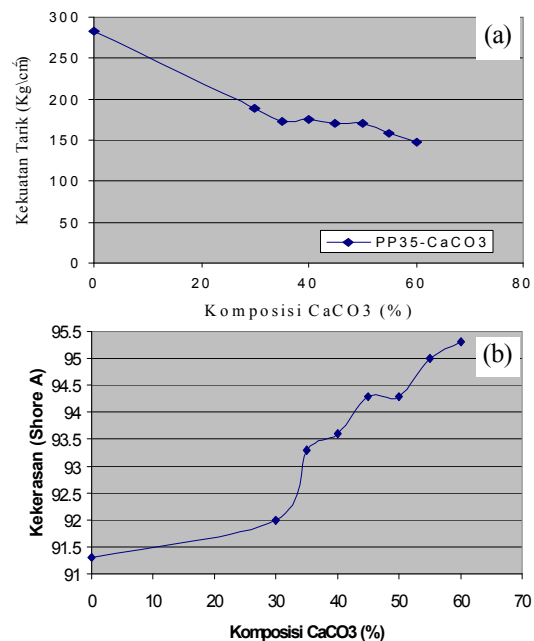 (a)
Kekuatan Tarik (Kg\cm²)
300
250
200
150
100
50
0
PP35-CaCO3
0 20 40 60 80
Komposisi CaCO3 (%)
(b)
Kekerasan (Shore A)
95.5
95
94.5
94
93.5
93
92.5
92
91.5
91
0 10 20 30 40 50 60 70
Komposisi CaCO3 (%)